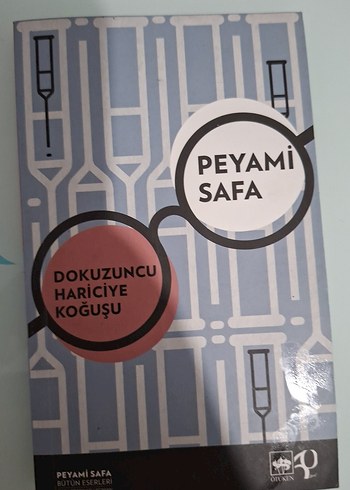 PEYAMİ
SAFA
DOKUZUNCU
HARİCİYE
KOĞUŞU
PEYAMİ SAFA
BÜTÜN ESERLERİ
ÖTÜKEN